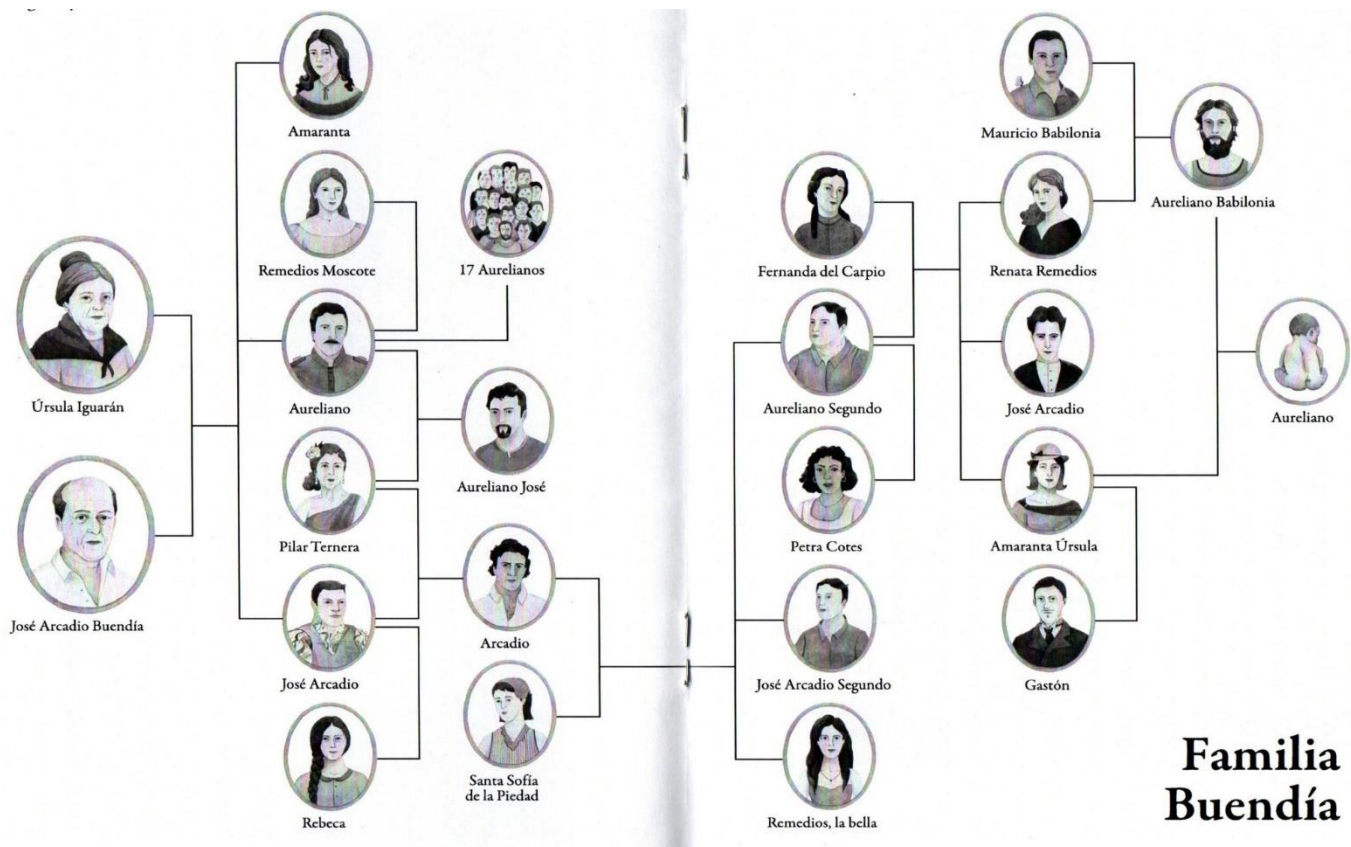 Amaranta
Remedios Moscote
17 Aurelianos
Úrsula Iguarán
Aureliano
Aureliano José
Pilar Ternera
José Arcadio Buendía
Arcadio
José Arcadio
Santa Sofía
de la Piedad
Rebeca
Mauricio Babilonia
Aureliano Babilonia
Fernanda del Carpio
Renata Remedios
Aureliano Segundo
José Arcadio
Aureliano
Petra Cotes
Amaranta Úrsula
José Arcadio Segundo
Gastón
Remedios, la bella
Familia
Buendía